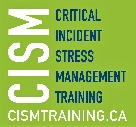 CISM
CRITICAL
INCIDENT
STRESS
MANAGEMENT
TRAINING
CISMTRAINING.CA